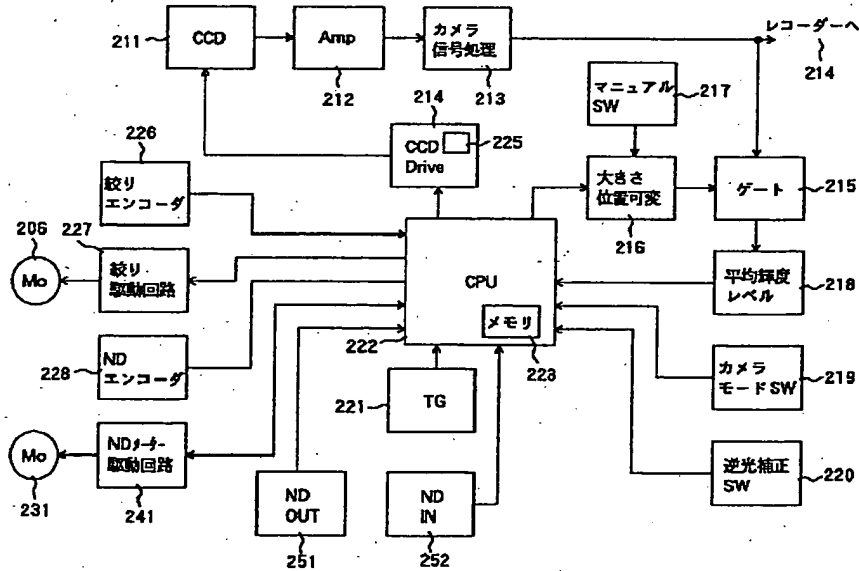 211
CCD
Amp
212
カメラ
信号処理
213
レコーダーへ
214
マニュアル
SW
217
214
CCD
Drive
225
226
絞り
エンコーダ
大きさ
位置可変
216
ゲート
215
206
Mo
227
絞り
駆動回路
CPU
メモリ
222
223
平均輝度
レベル
218
228
ND
エンコーダ
221
TG
カメラ
モードSW
219
Mo
231
NDモーター
駆動回路
241
ND
OUT
251
ND
IN
252
逆光補正
SW
220